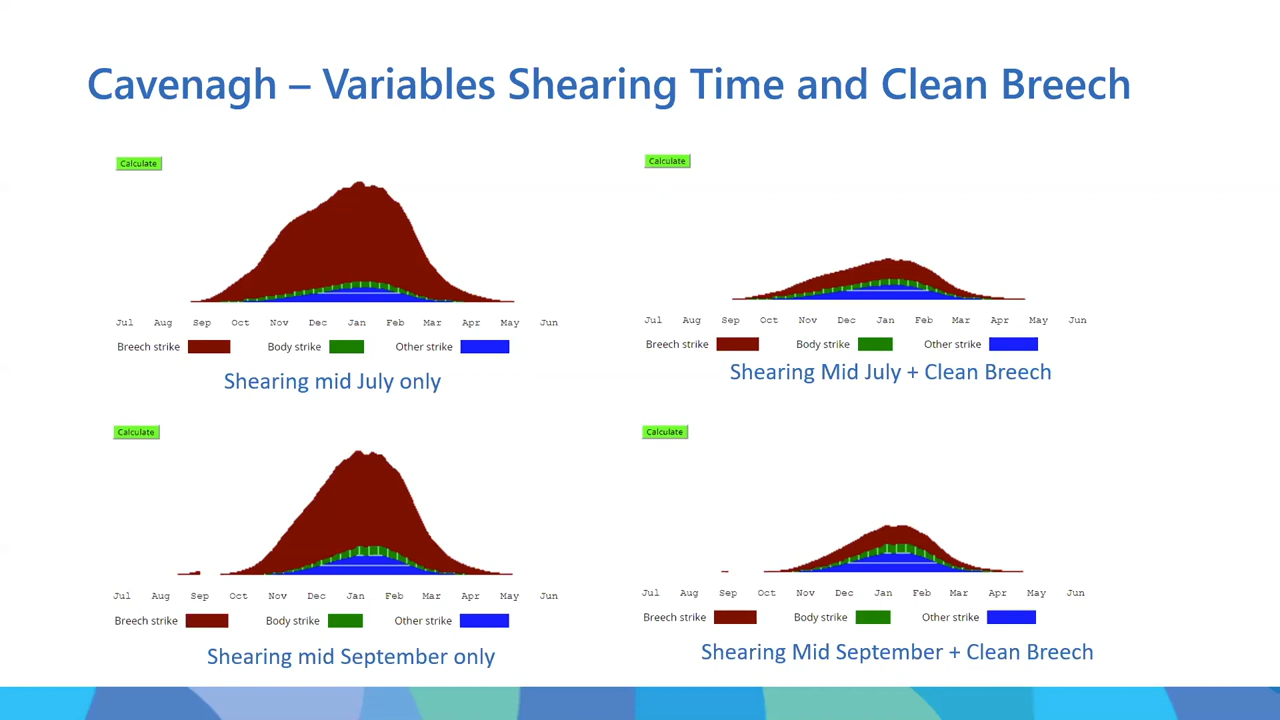 Cavenagh – Variables Shearing Time and Clean Breech
Calculate
Jul Aug Sep Oct Nov Dec Jan Feb Mar Apr May Jun
Breech strike Body strike Other strike
Shearing mid July only
Calculate
Jul Aug Sep Oct Nov Dec Jan Feb Mar Apr May Jun
Breech strike Body strike Other strike
Shearing Mid July + Clean Breech
Calculate
Jul Aug Sep Oct Nov Dec Jan Feb Mar Apr May Jun
Breech strike Body strike Other strike
Shearing mid September only
Calculate
Jul Aug Sep Oct Nov Dec Jan Feb Mar Apr May Jun
Breech strike Body strike Other strike
Shearing Mid September + Clean Breech